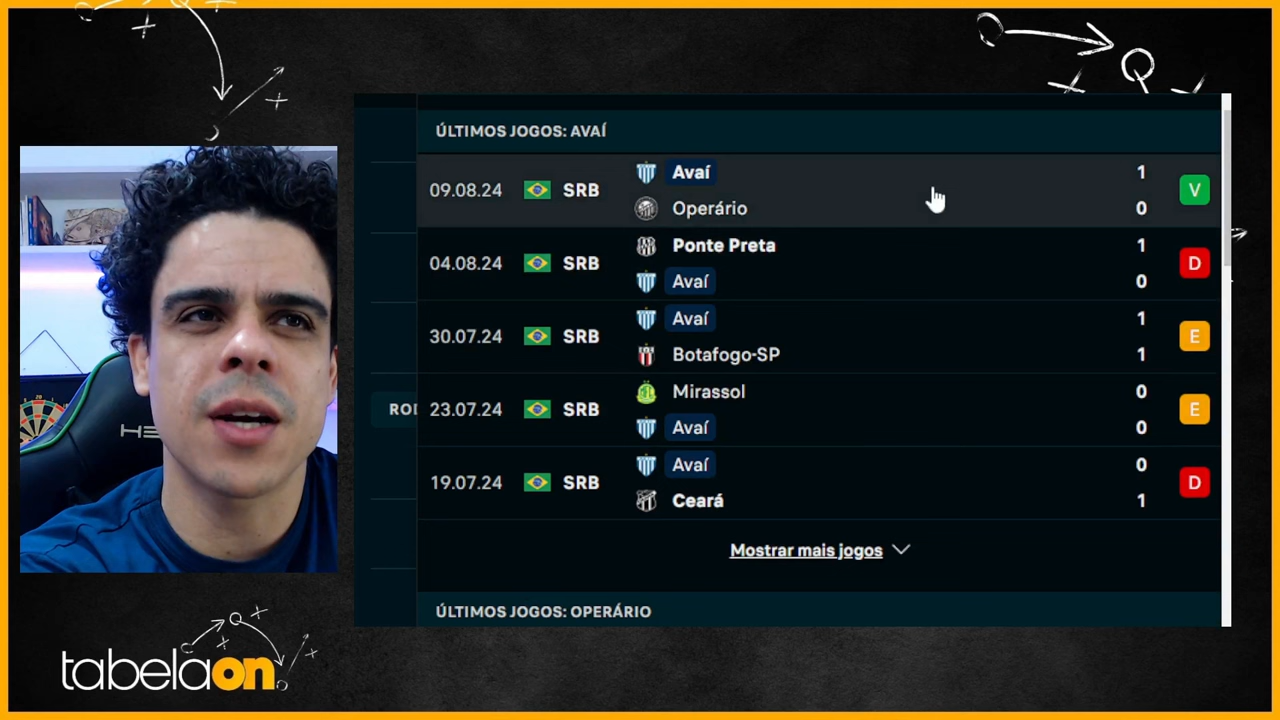 ÚLTIMOS JOGOS: AVAÍ
09.08.24 SRB Avaí 1 V
Operário 0
04.08.24 SRB Ponte Preta 1 D
Avaí 0
30.07.24 SRB Avaí 1 E
Botafogo-SP 1
23.07.24 SRB Mirassol 0 E
Avaí 0
19.07.24 SRB Avaí 0 D
Ceará 1
Mostrar mais jogos
ÚLTIMOS JOGOS: OPERÁRIO
tabelaon